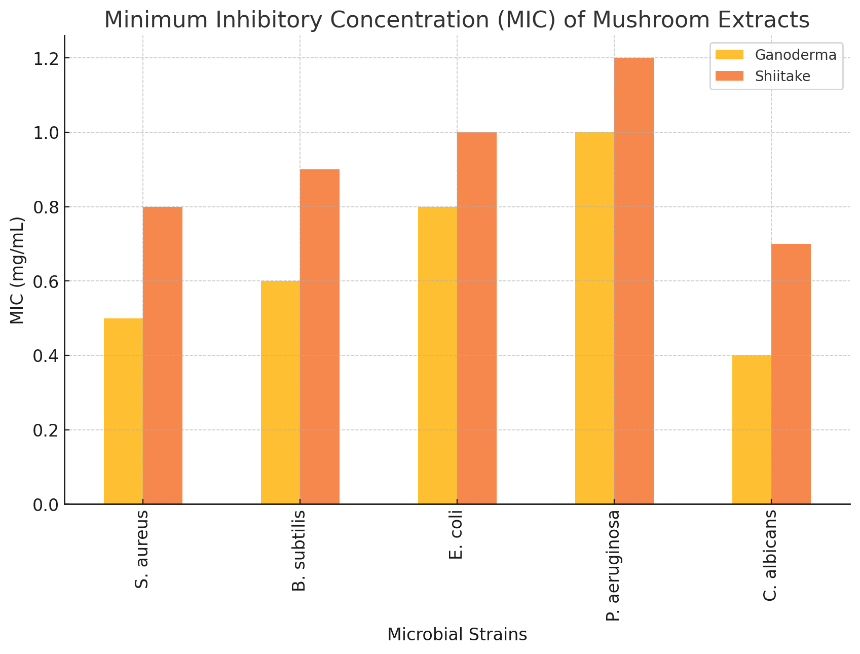 Minimum Inhibitory Concentration (MIC) of Mushroom Extracts
Ganoderma
Shiitake
MIC (mg/mL)
1.2
1.0
0.8
0.6
0.4
0.2
0.0
S. aureus
B. subtilis
E. coli
P. aeruginosa
C. albicans
Microbial Strains